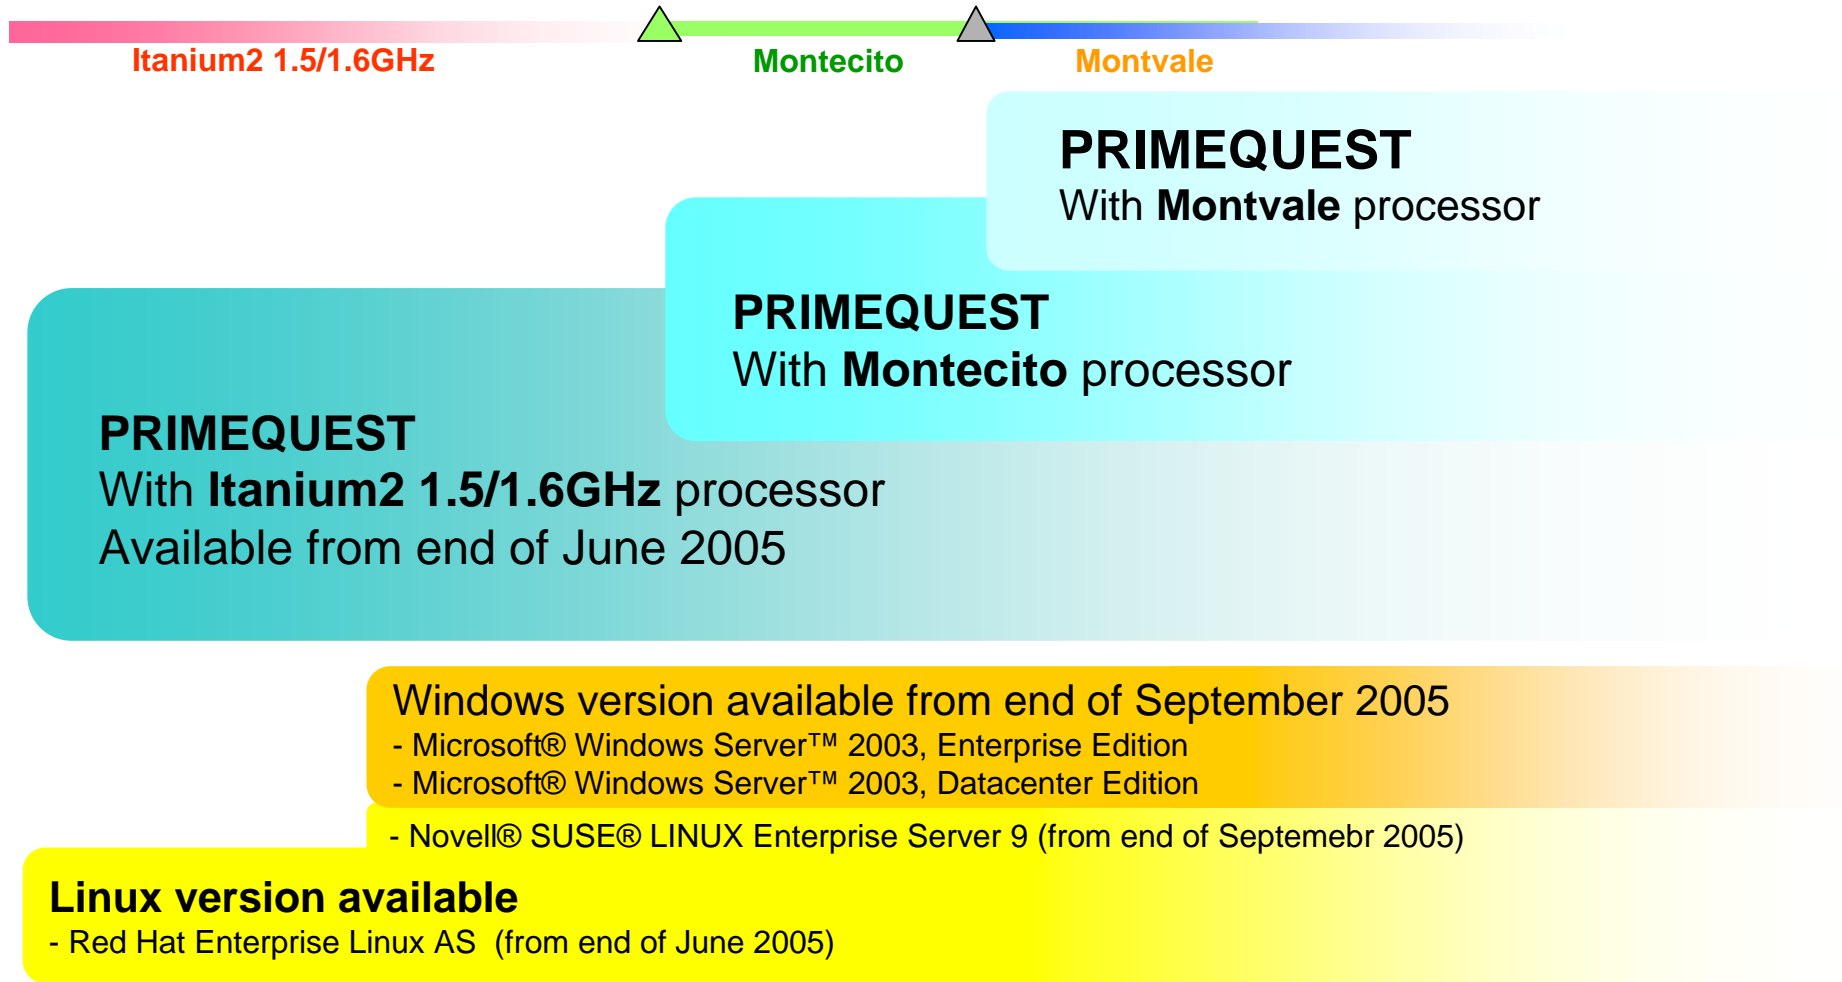 Itanium2 1.5/1.6GHz
Montecito
Montvale
PRIMEQUEST
With Montvale processor
PRIMEQUEST
With Montecito processor
PRIMEQUEST
With Itanium2 1.5/1.6GHz processor
Available from end of June 2005
Windows version available from end of September 2005
- Microsoft® Windows Server™ 2003, Enterprise Edition
- Microsoft® Windows Server™ 2003, Datacenter Edition
- Novell® SUSE® LINUX Enterprise Server 9 (from end of Septemebr 2005)
Linux version available
- Red Hat Enterprise Linux AS  (from end of June 2005)